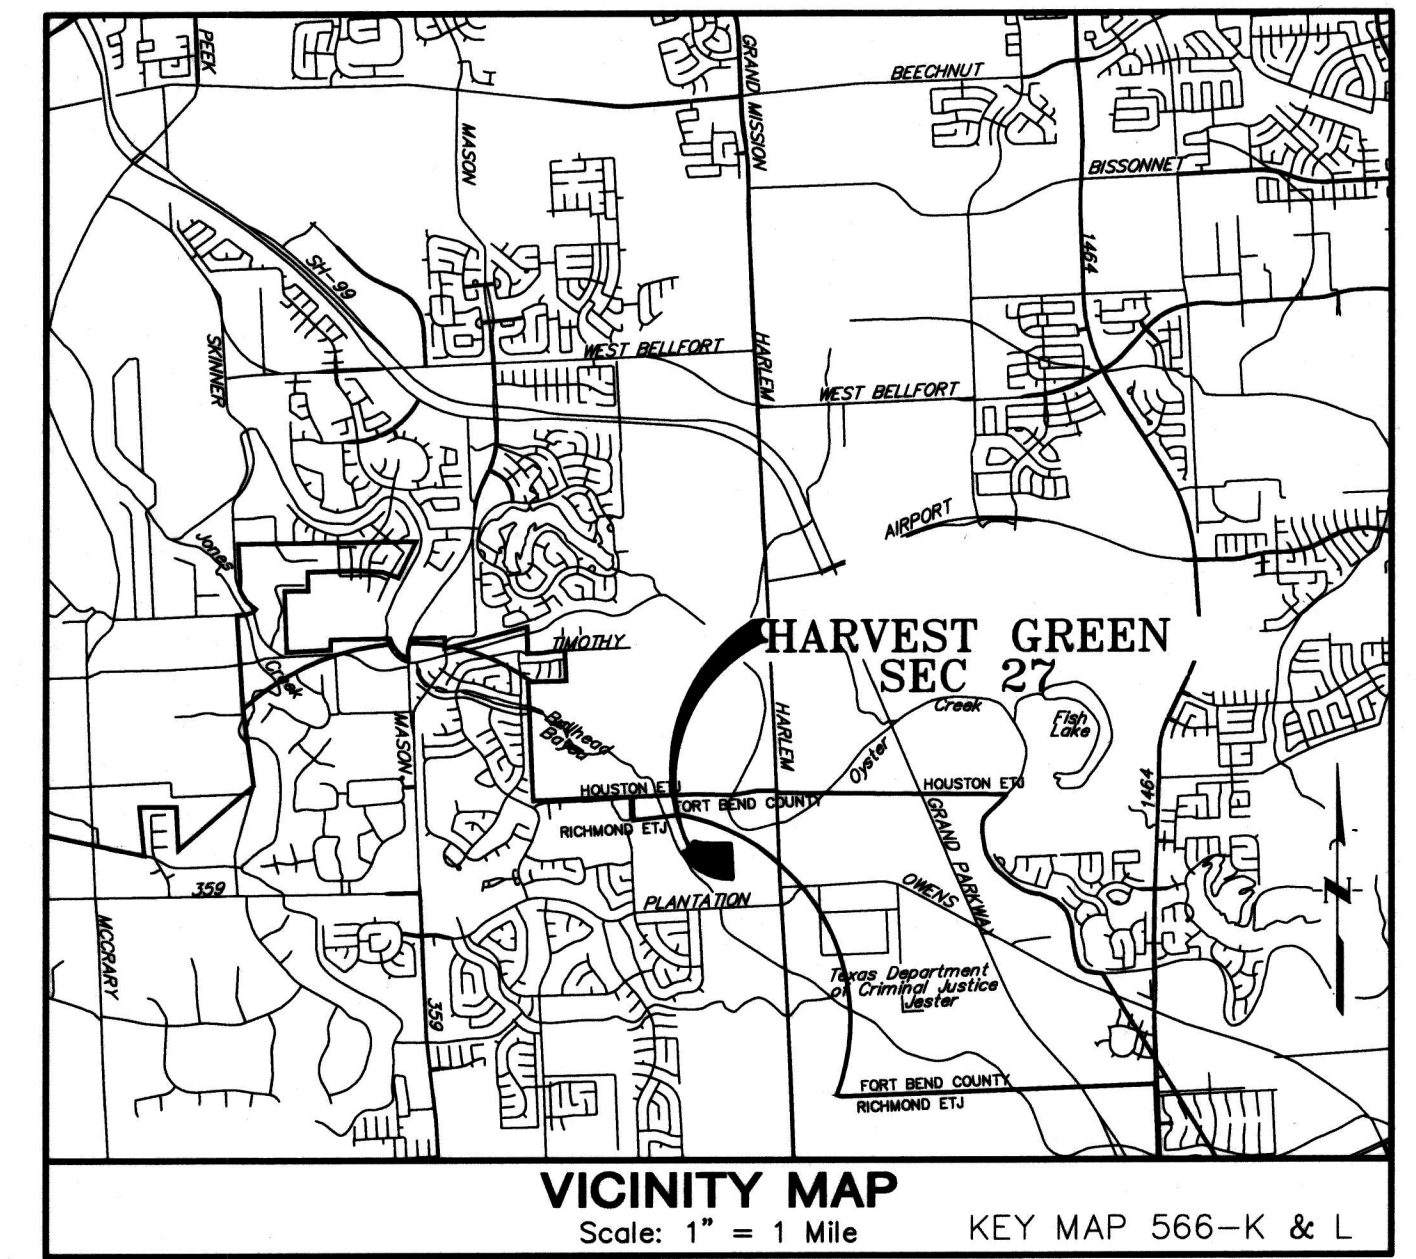 PEEK
GRAND MISSION
BEECHNUT
MASON
BISSONNET
1464
SH-99
SKINNER
WEST BELLFORT
HARLEM
WEST BELLFORT
AIRPORT
Jones
Creek
TIMOTHY
HARVEST GREEN
SEC 27
Creek
Fish
Lake
MASON
Bullhead
Bayou
HARLEM
Oyster
HOUSTON ETJ
FORT BEND COUNTY
HOUSTON ETJ
1464
RICHMOND ETJ
GRAND PARKWAY
359
PLANTATION
OWENS
MCCRARY
Texas Department
of Criminal Justice
Jester
359
FORT BEND COUNTY
RICHMOND ETJ
N
VICINITY MAP
Scale: 1" = 1 Mile
KEY MAP 566-K & L